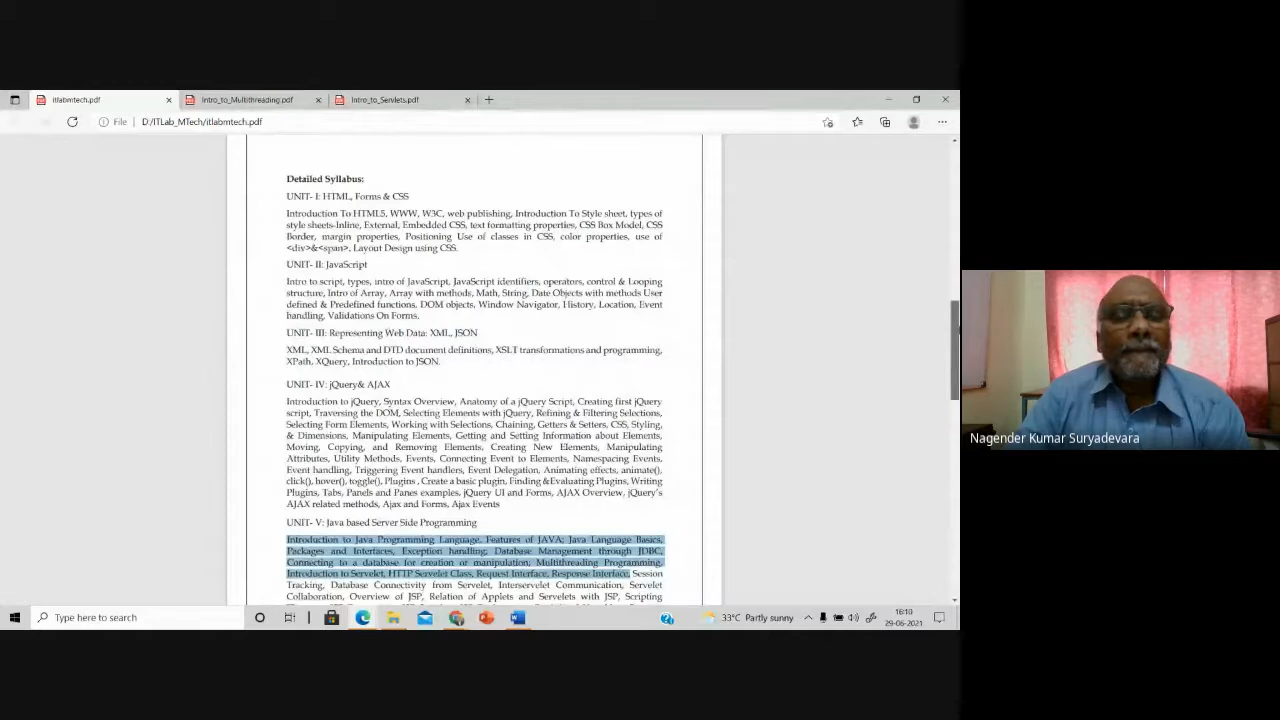 itlabmtech.pdf
Intro_to_Multithreading.pdf
Intro_to_Servlets.pdf
File
D:/ITLab_MTech/itlabmtech.pdf
Detailed Syllabus:
UNIT- I: HTML, Forms & CSS
Introduction To HTML5, WWW, W3C, web publishing, Introduction To Style sheet, types of
style sheets-Inline, External, Embedded CSS, text formatting properties, CSS Box Model, CSS
Border, margin properties, Positioning Use of classes in CSS, color properties, use of
<div>&<span>, Layout Design using CSS.
UNIT- II: JavaScript
Intro to script, types, intro of JavaScript, JavaScript identifiers, operators, control & Looping
structure, Intro of Array, Array with methods, Math, String, Date Objects with methods User
defined & Predefined functions, DOM objects, Window Navigator, History, Location, Event
handling, Validations On Forms.
UNIT- III: Representing Web Data: XML, JSON
XML, XML Schema and DTD document definitions, XSLT transformations and programming,
XPath, XQuery, Introduction to JSON.
UNIT- IV: jQuery& AJAX
Introduction to jQuery, Syntax Overview, Anatomy of a jQuery Script, Creating first jQuery
script, Traversing the DOM, Selecting Elements with jQuery, Refining & Filtering Selections,
Selecting Form Elements, Working with Selections, Chaining, Getters & Setters, CSS, Styling,
& Dimensions, Manipulating Elements, Getting and Setting Information about Elements,
Moving, Copying, and Removing Elements, Creating New Elements, Manipulating
Attributes, Utility Methods, Events, Connecting Event to Elements, Namespacing Events,
Event handling, Triggering Event handlers, Event Delegation, Animating effects, animate(),
click(), hover(), toggle(), Plugins , Create a basic plugin, Finding &Evaluating Plugins, Writing
Plugins, Tabs, Panels and Panes examples, jQuery UI and Forms, AJAX Overview, jQuery's
AJAX related methods, Ajax and Forms, Ajax Events
UNIT- V: Java based Server Side Programming
Introduction to Java Programming Language, Features of JAVA; Java Language Basics,
Packages and Interfaces, Exception handling; Database Management through JDBC,
Connecting to a database for creation or manipulation, Multithreading Programming,
Introduction to Servlet, HTTP Servlet Class, Request Interface, Response Interface, Session
Tracking, Database Connectivity from Servlet, Interservlet Communication, Servlet
Collaboration, Overview of JSP, Relation of Applets and Servlets with JSP, Scripting
Nagender Kumar Suryadevara
Type here to search
33°C Partly sunny
16:10
29-06-2021